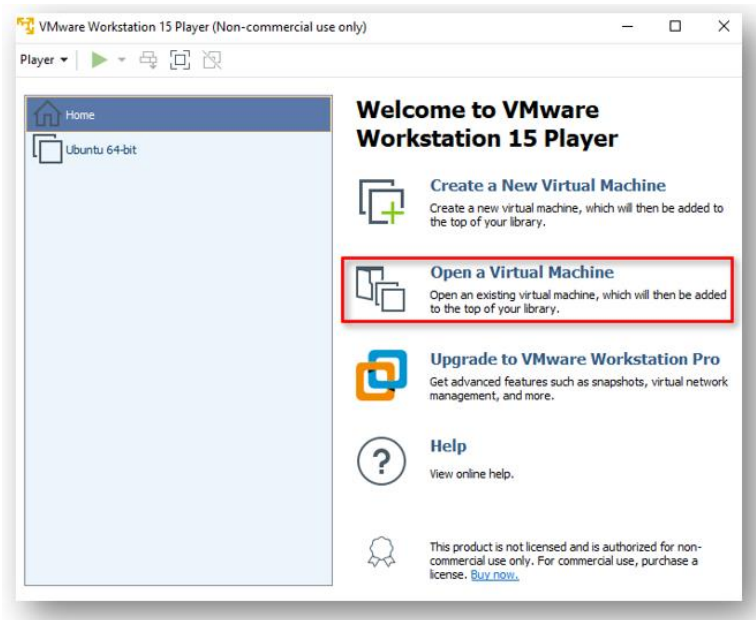 VMware Workstation 15 Player (Non-commercial use only)
Player
Home
Ubuntu 64-bit
Welcome to VMware
Workstation 15 Player
Create a New Virtual Machine
Create a new virtual machine, which will then be added to
the top of your library.
Open a Virtual Machine
Open an existing virtual machine, which will then be added
to the top of your library.
Upgrade to VMware Workstation Pro
Get advanced features such as snapshots, virtual network
management, and more.
Help
View online help.
This product is not licensed and is authorized for non-
commercial use only. For commercial use, purchase a
license. Buy now.